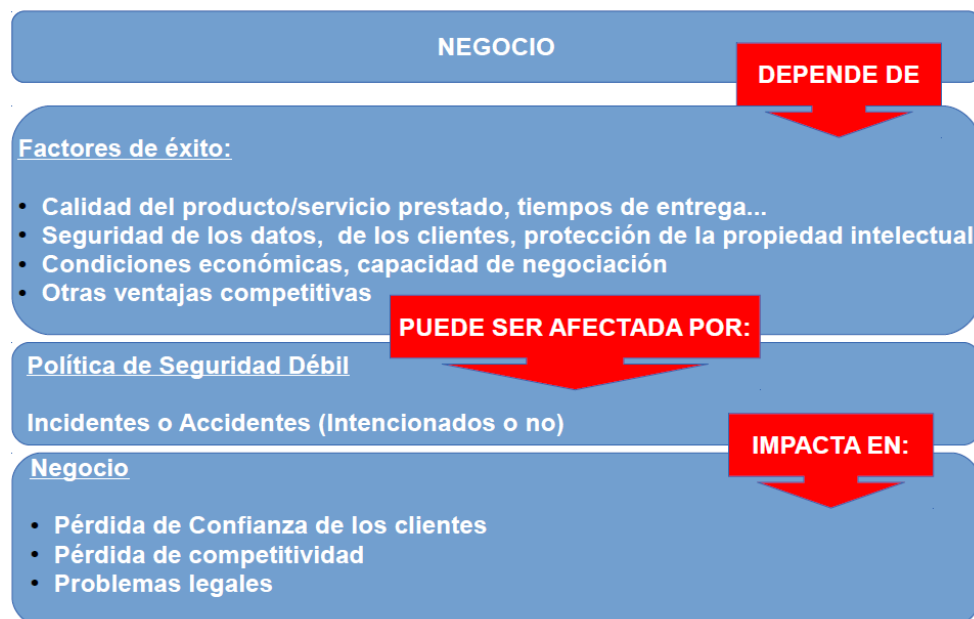 NEGOCIO
DEPENDE DE
Factores de éxito:
• Calidad del producto/servicio prestado, tiempos de entrega...
• Seguridad de los datos, de los clientes, protección de la propiedad intelectual
• Condiciones económicas, capacidad de negociación
• Otras ventajas competitivas
PUEDE SER AFECTADA POR:
Política de Seguridad Débil
Incidentes o Accidentes (Intencionados o no)
IMPACTA EN:
Negocio
• Pérdida de Confianza de los clientes
• Pérdida de competitividad
• Problemas legales